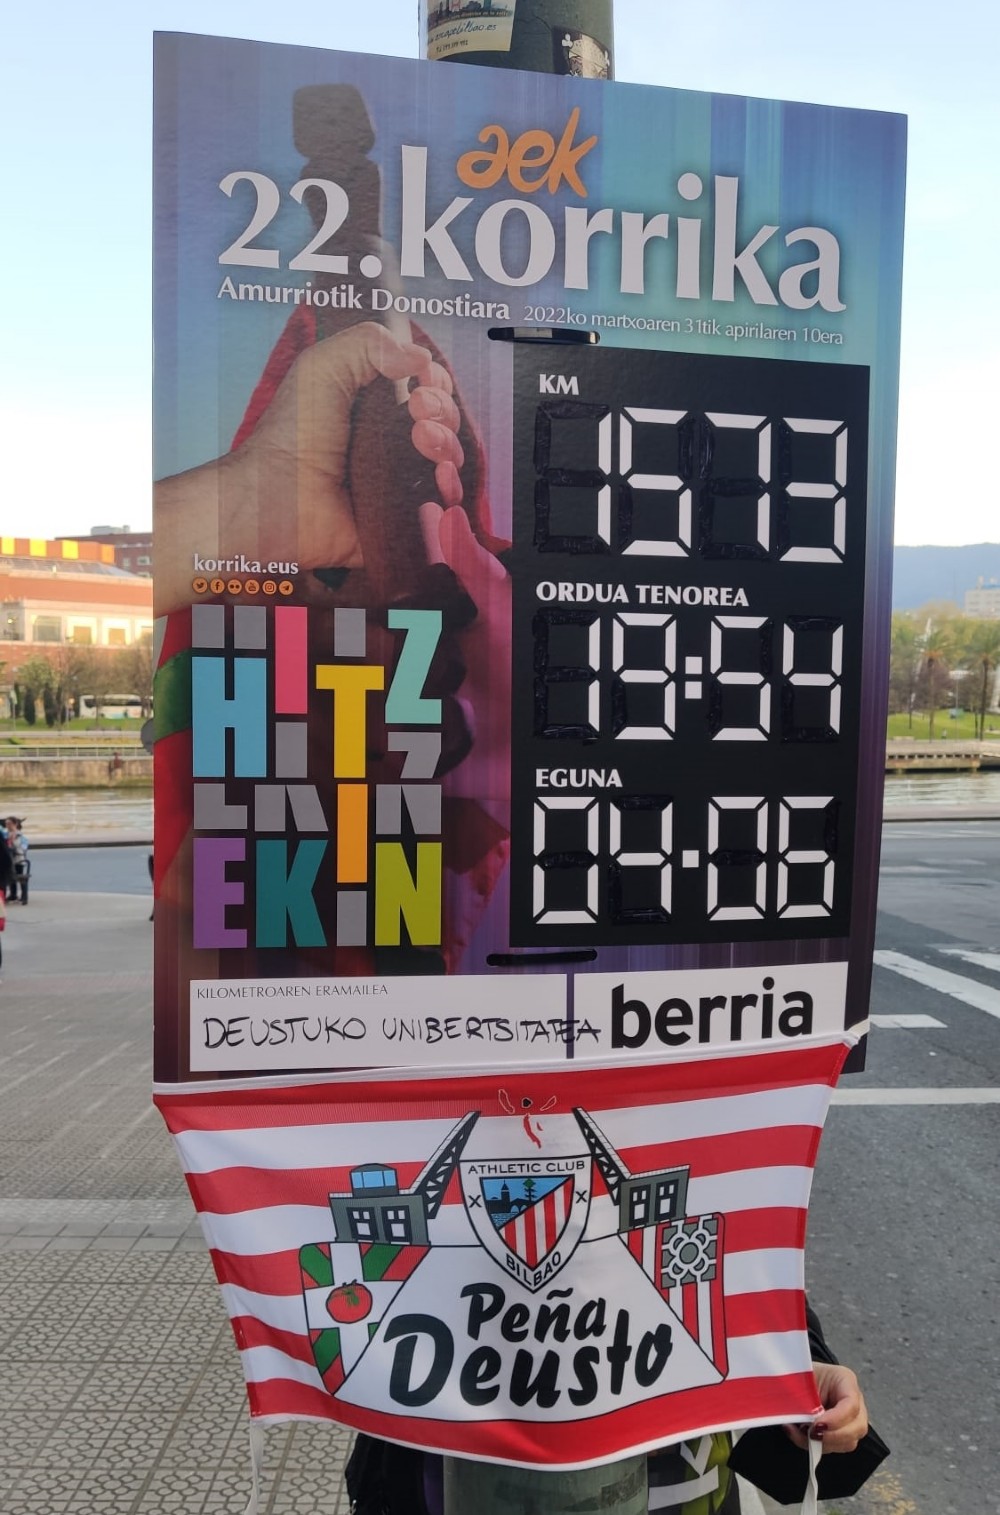 aek
22. korrika
Amurriotik Donostiara 2022ko martxoaren 31tik apirilaren 10era
KM
1573
ORDUA TENOREA
19:54
EGUNA
04.06
korrika.eus
HITZ
EKIN
KILOMETROAREN ERAMAILEA
DEUSTUKO UNIBERTSITATEA
berria
ATHLETIC CLUB
BILBAO
Peña
Deusto